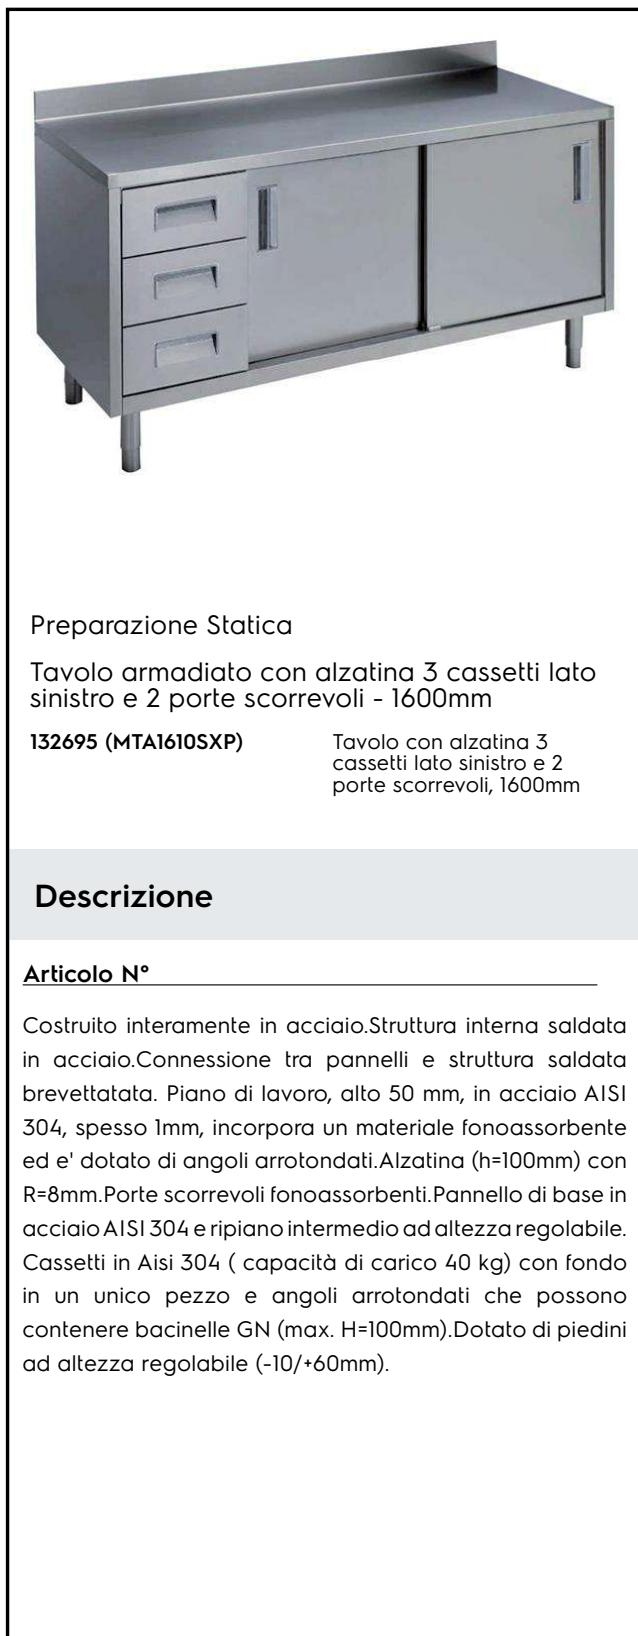 Preparazione Statica
Tavolo armadiato con alzatina 3 cassetti lato
sinistro e 2 porte scorrevoli - 1600mm
132695 (MTA1610SXP)
Tavolo con alzatina 3
cassetti lato sinistro e 2
porte scorrevoli, 1600mm
Descrizione
Articolo N°
Costruito interamente in acciaio.Struttura interna saldata
in acciaio.Connessione tra pannelli e struttura saldata
brevettatata. Piano di lavoro, alto 50 mm, in acciaio AISI
304, spesso 1mm, incorpora un materiale fonoassorbente
ed e' dotato di angoli arrotondati.Alzatina (h=100mm) con
R=8mm.Porte scorrevoli fonoassorbenti.Pannello di base in
acciaio AISI 304 e ripiano intermedio ad altezza regolabile.
Cassetti in Aisi 304 ( capacità di carico 40 kg) con fondo
in un unico pezzo e angoli arrotondati che possono
contenere bacinelle GN (max. H=100mm).Dotato di piedini
ad altezza regolabile (-10/+60mm).